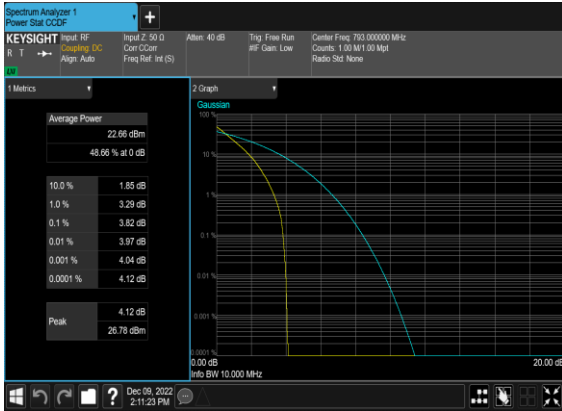 Spectrum Analyzer 1
Power Stat CCDF
+
KEYSIGHT
R T
LXI
Input: RF
Coupling: DC
Align: Auto
Input Z: 50 Ω
Corr CCorr
Freq Ref: Int (S)
Atten: 40 dB
Trig: Free Run
#IF Gain: Low
Center Freq: 793.000000 MHz
Counts: 1.00 M/1.00 Mpt
Radio Std: None
1 Metrics
Average Power
22.66 dBm
48.66 % at 0 dB
10.0 % 1.85 dB
1.0 % 3.29 dB
0.1 % 3.82 dB
0.01 % 3.97 dB
0.001 % 4.04 dB
0.0001 % 4.12 dB
Peak
4.12 dB
26.78 dBm
2 Graph
Gaussian
100 %
10 %
1 %
0.1 %
0.01 %
0.001 %
0.0001 %
0.00 dB
20.00 dB
Info BW 10.000 MHz
?
Dec 09, 2022
2:11:23 PM